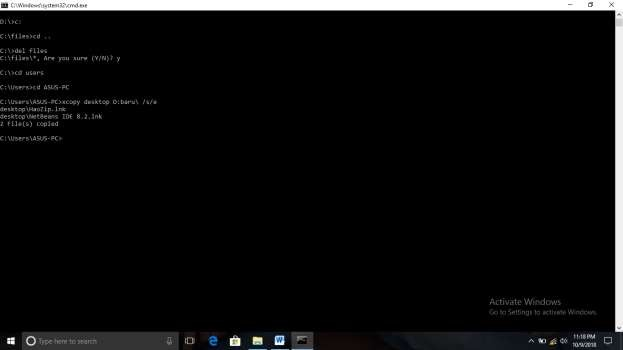 C:\Windows\system32\cmd.exe
D:\>c:
C:\files>cd ..
C:\>del files
C:\files\*, Are you sure (Y/N)? y
C:\>cd users
C:\Users>cd ASUS-PC
C:\Users\ASUS-PC>xcopy desktop D:baru\ /s/e
desktop\HaoZip.lnk
desktop\NetBeans IDE 8.2.lnk
2 file(s) copied
C:\Users\ASUS-PC>
Activate Windows
Go to Settings to activate Windows.
Type here to search
11:18 PM
10/9/2018